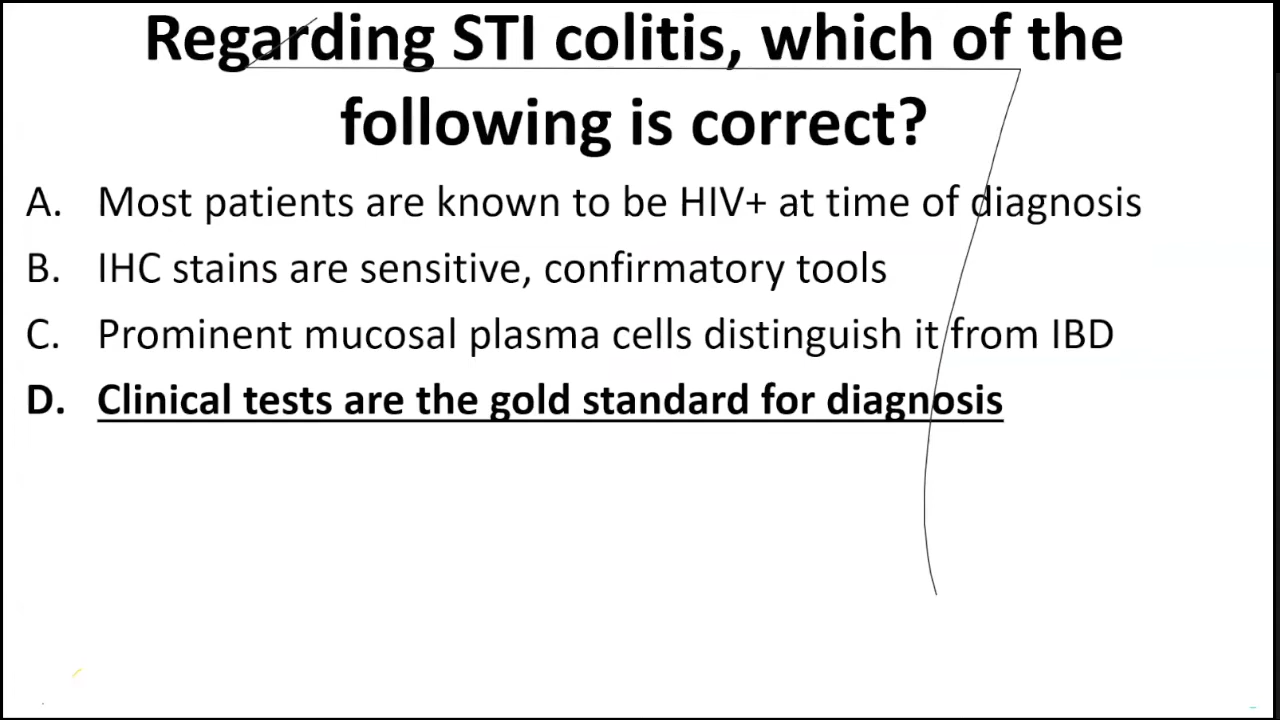 Regarding STI colitis, which of the
following is correct?
A. Most patients are known to be HIV+ at time of diagnosis
B. IHC stains are sensitive, confirmatory tools
C. Prominent mucosal plasma cells distinguish it from IBD
D. Clinical tests are the gold standard for diagnosis